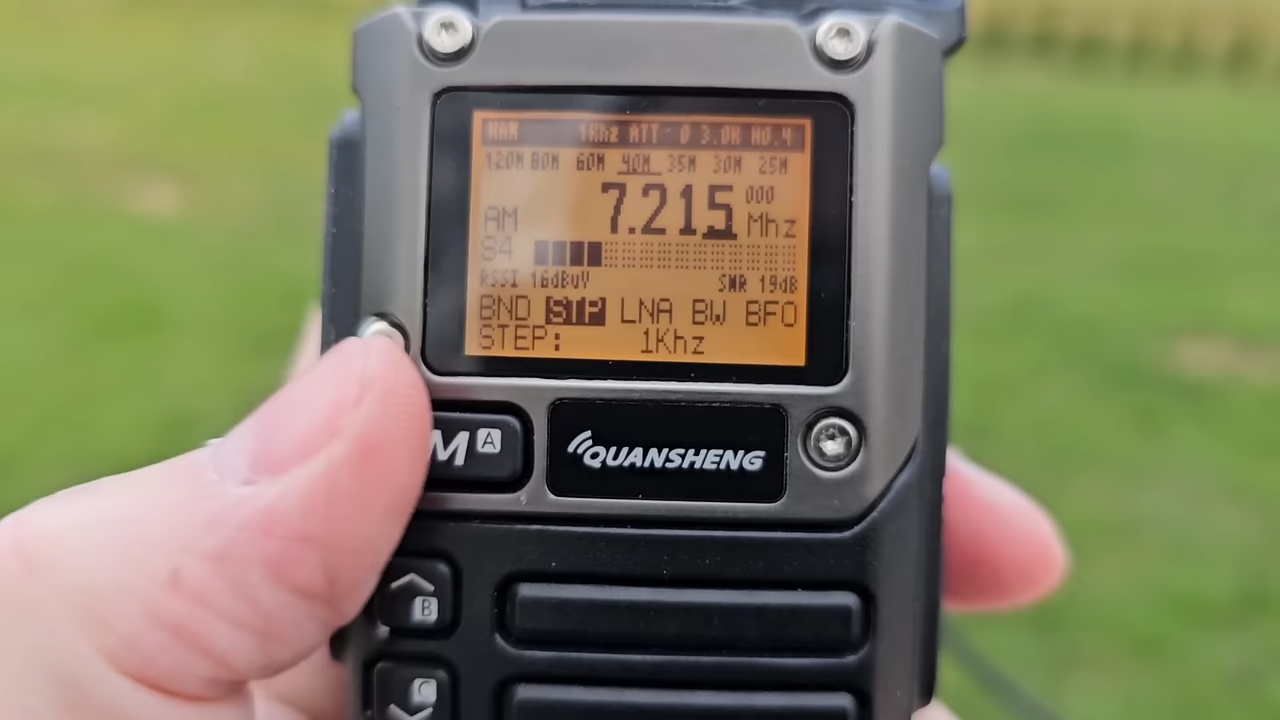 HAM 1Khz ATT 0 3.0K NO.4
120M 80M 60M 40M 35M 30M 25M
7.215 000
AM Mhz
S4
RSSI 16dBuV SNR 19dB
BND STP LNA BW BFO
STEP: 1Khz
M A
QUANSHENG
B
C